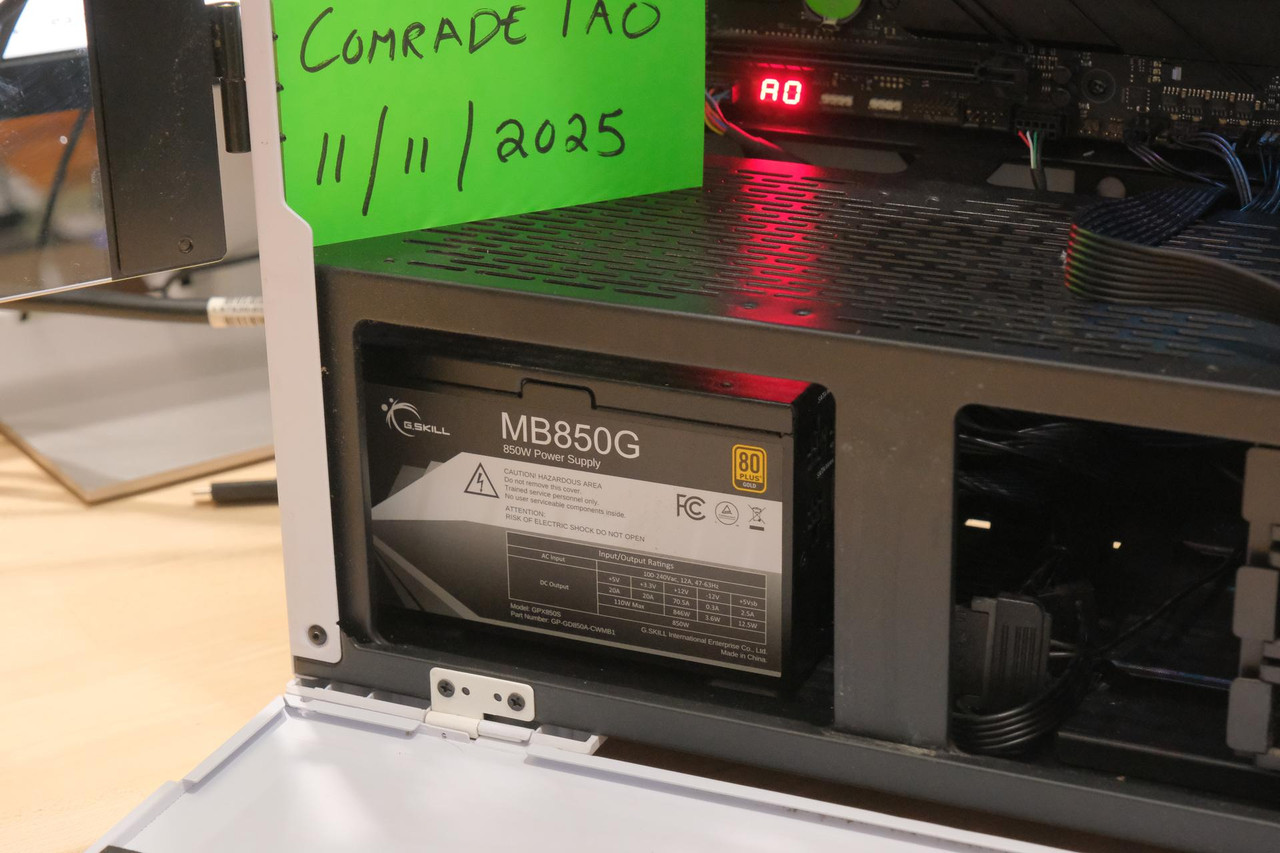 COMRADE TAO
11/11/2025
A0
G.SKILL
MB850G
850W Power Supply
80
PLUS
GOLD
CAUTION! HAZARDOUS AREA
Do not remove this cover.
Trained service personnel only.
No user serviceable components inside.
ATTENTION:
RISK OF ELECTRIC SHOCK DO NOT OPEN
FC
Input/Output Ratings
AC Input 100-240Vac, 12A, 47-63Hz
DC Output +5V +3.3V +12V -12V +5Vsb
20A 20A 70.5A 0.3A 2.5A
110W Max 846W 3.6W 12.5W
850W
Model: GPX850S
Part Number: GP-GD850A-CWMB1
G.SKILL International Enterprise Co., Ltd.
Made in China.